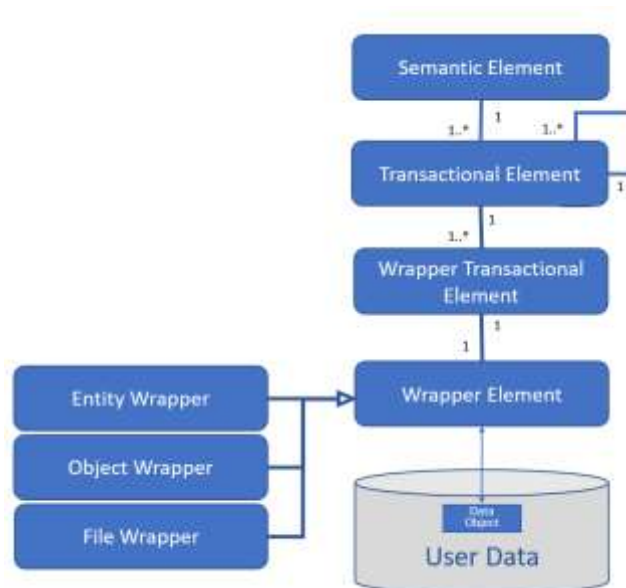 Semantic Element
1
1..*
1..*
Transactional Element
1
1
1..*
Wrapper Transactional
Element
1
1
Entity Wrapper
Wrapper Element
Object Wrapper
File Wrapper
Data
Object
User Data